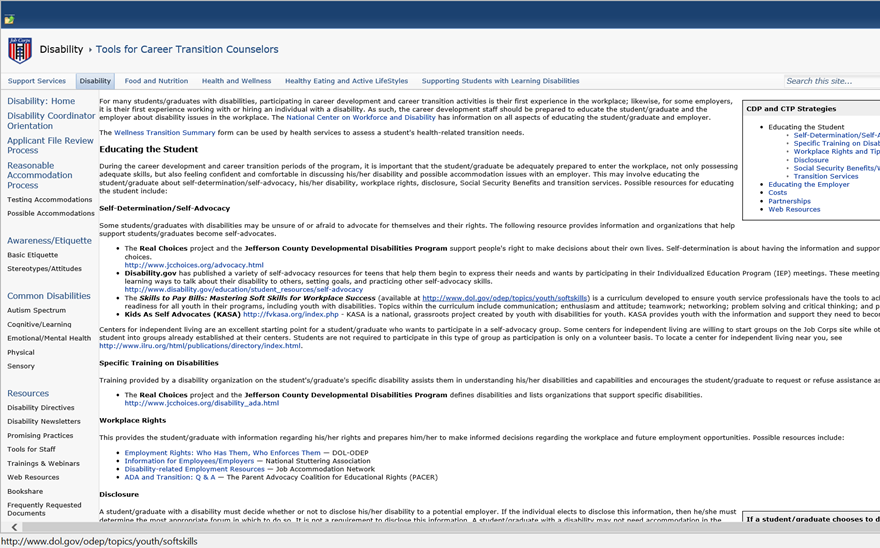 Job Corps
Disability › Tools for Career Transition Counselors
Support Services Disability Food and Nutrition Health and Wellness Healthy Eating and Active LifeStyles Supporting Students with Learning Disabilities Search this site...
Disability: Home
Disability Coordinator
Orientation
Applicant File Review
Process
Reasonable
Accommodation
Process
Testing Accommodations
Possible Accommodations
Awareness/Etiquette
Basic Etiquette
Stereotypes/Attitudes
Common Disabilities
Autism Spectrum
Cognitive/Learning
Emotional/Mental Health
Physical
Sensory
Resources
Disability Directives
Disability Newsletters
Promising Practices
Tools for Staff
Trainings & Webinars
Web Resources
Bookshare
Frequently Requested
Documents
For many students/graduates with disabilities, participating in career development and career transition activities is their first experience in the workplace; likewise, for some employers,
it is their first experience working with or hiring an individual with a disability. As such, the career development staff should be prepared to educate the student/graduate and the
employer about disability issues in the workplace. The National Center on Workforce and Disability has information on all aspects of educating the student/graduate and employer.
The Wellness Transition Summary form can be used by health services to assess a student's health-related transition needs.
Educating the Student
During the career development and career transition periods of the program, it is important that the student/graduate be adequately prepared to enter the workplace, not only possessing
adequate skills, but also feeling confident and comfortable in discussing his/her disability and possible accommodation issues with an employer. This may involve educating the
student/graduate about self-determination/self-advocacy, his/her disability, workplace rights, disclosure, Social Security Benefits and transition services. Possible resources for educating
the student include:
Self-Determination/Self-Advocacy
Some students/graduates with disabilities may be unsure of or afraid to advocate for themselves and their rights. The following resource provides information and organizations that help
support students/graduates become self-advocates.
• The Real Choices project and the Jefferson County Developmental Disabilities Program support people's right to make decisions about their own lives. Self-determination is about having the information and suppor
choices.
http://www.jcchoices.org/advocacy.html
• Disability.gov has published a variety of self-advocacy resources for teens that help them begin to express their needs and wants by participating in their Individualized Education Program (IEP) meetings. These meeting
learning ways to talk about their disability to others, setting goals, and practicing other self-advocacy skills.
http://www.disability.gov/education/student_resources/self-advocacy
• The Skills to Pay Bills: Mastering Soft Skills for Workplace Success (available at http://www.dol.gov/odep/topics/youth/softskills) is a curriculum developed to ensure youth service professionals have the tools to ad
readiness for all youth in their programs, including youth with disabilities. Topics within the curriculum include communication; enthusiasm and attitude; teamwork; networking; problem solving and critical thinking; and p
• Kids As Self Advocates (KASA) http://fvkasa.org/index.php - KASA is a national, grassroots project created by youth with disabilities for youth. KASA provides youth with the information and support they need to becor
Centers for independent living are an excellent starting point for a student/graduate who wants to participate in a self-advocacy group. Some centers for independent living are willing to start groups on the Job Corps site while ot
student into groups already established at their centers. Students are not required to participate in this type of group as participation is only on a volunteer basis. To locate a center for independent living near you, see
http://www.ilru.org/html/publications/directory/index.html.
Specific Training on Disabilities
Training provided by a disability organization on the student's/graduate's specific disability assists them in understanding his/her disabilities and capabilities and encourages the student/graduate to request or refuse assistance as
• The Real Choices project and the Jefferson County Developmental Disabilities Program defines disabilities and lists organizations that support specific disabilities.
http://www.jcchoices.org/disability_ada.html
Workplace Rights
This provides the student/graduate with information regarding his/her rights and prepares him/her to make informed decisions regarding the workplace and future employment opportunities. Possible resources include:
• Employment Rights: Who Has Them, Who Enforces Them — DOL-ODEP
• Information for Employees/Employers — National Stuttering Association
• Disability-related Employment Resources — Job Accommodation Network
• ADA and Transition: Q & A — The Parent Advocacy Coalition for Educational Rights (PACER)
Disclosure
A student/graduate with a disability must decide whether or not to disclose his/her disability to a potential employer. If the individual elects to disclose this information, then he/she must
determine the most appropriate forum in which to do so. It is not a requirement to disclose this information. A student/graduate with a disability may not need accommodation in the
CDP and CTP Strategies
• Educating the Student
• Self-Determination/Self-A
• Specific Training on Disab
• Workplace Rights and Tip
• Disclosure
• Social Security Benefits/W
• Transition Services
• Educating the Employer
• Costs
• Partnerships
• Web Resources
If a student/graduate chooses to d
http://www.dol.gov/odep/topics/youth/softskills